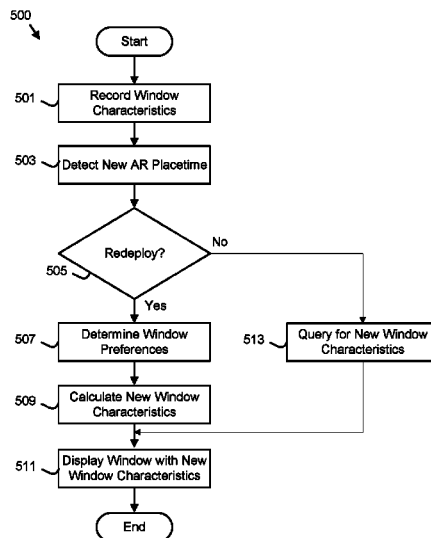 500
Start
501
Record Window
Characteristics
503
Detect New AR Placetime
505
Redeploy?
No
Yes
507
Determine Window
Preferences
513
Query for New Window
Characteristics
509
Calculate New Window
Characteristics
511
Display Window with New
Window Characteristics
End